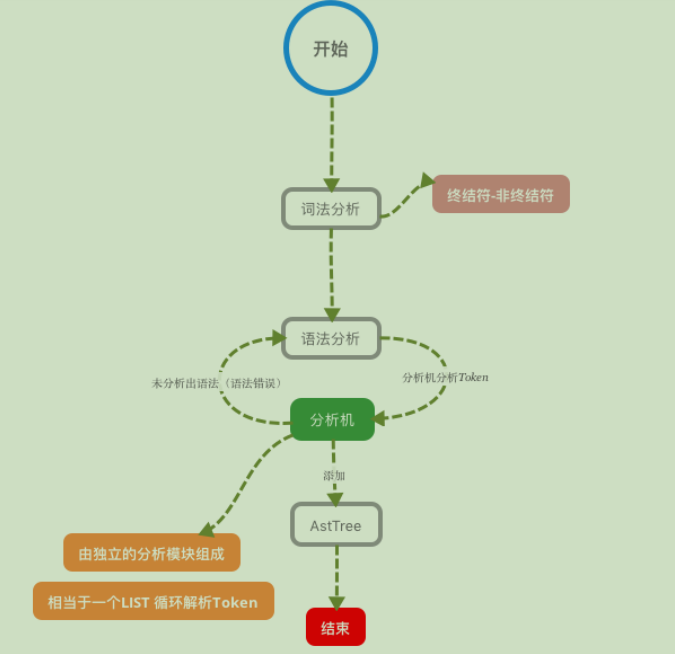 开始
词法分析
终结符-非终结符
语法分析
未分析出语法（语法错误）
分析机分析Token
分析机
添加
AstTree
由独立的分析模块组成
相当于一个LIST 循环解析Token
结束